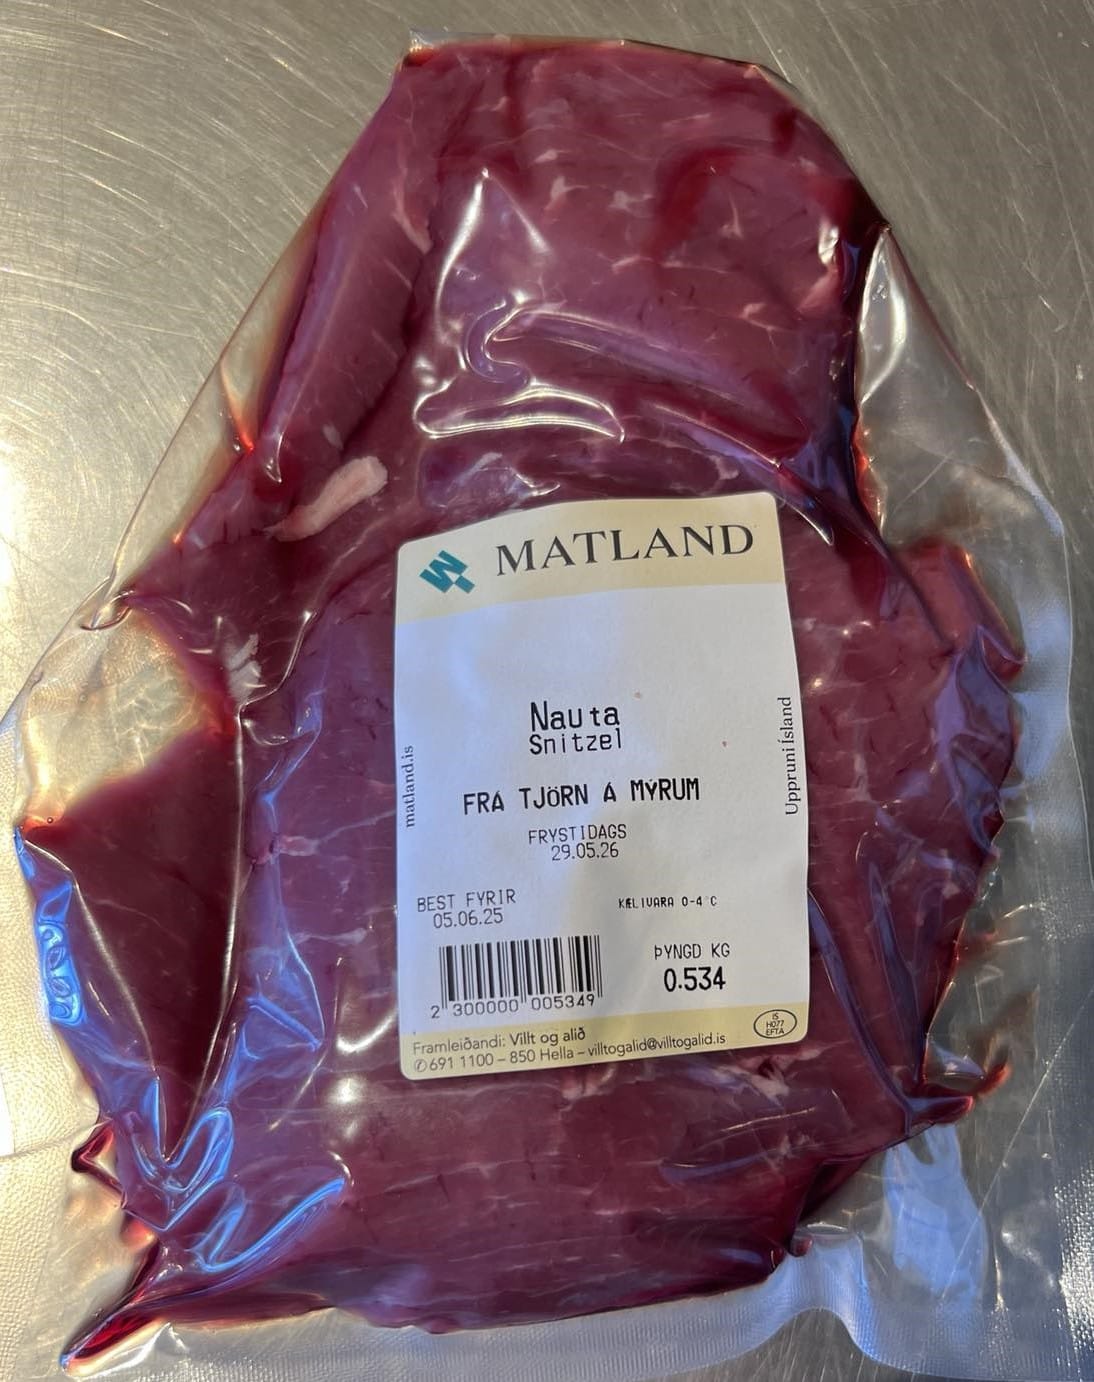 MATLAND
Nauta
Snitzel
FRÁ TJÖRN Á MÝRUM
FRYSTIDAGS
29.05.26
BEST FYRIR
05.06.25
KÆLIVARA 0-4°C
ÞYNGD KG
0.534
2 300000 005349
matland.is
Uppruni Ísland
Framleiðandi: Villt og alið
✆ 691 1100 – 850 Hella – villtogalid@villtogalid.is
IS
H077
EFTA